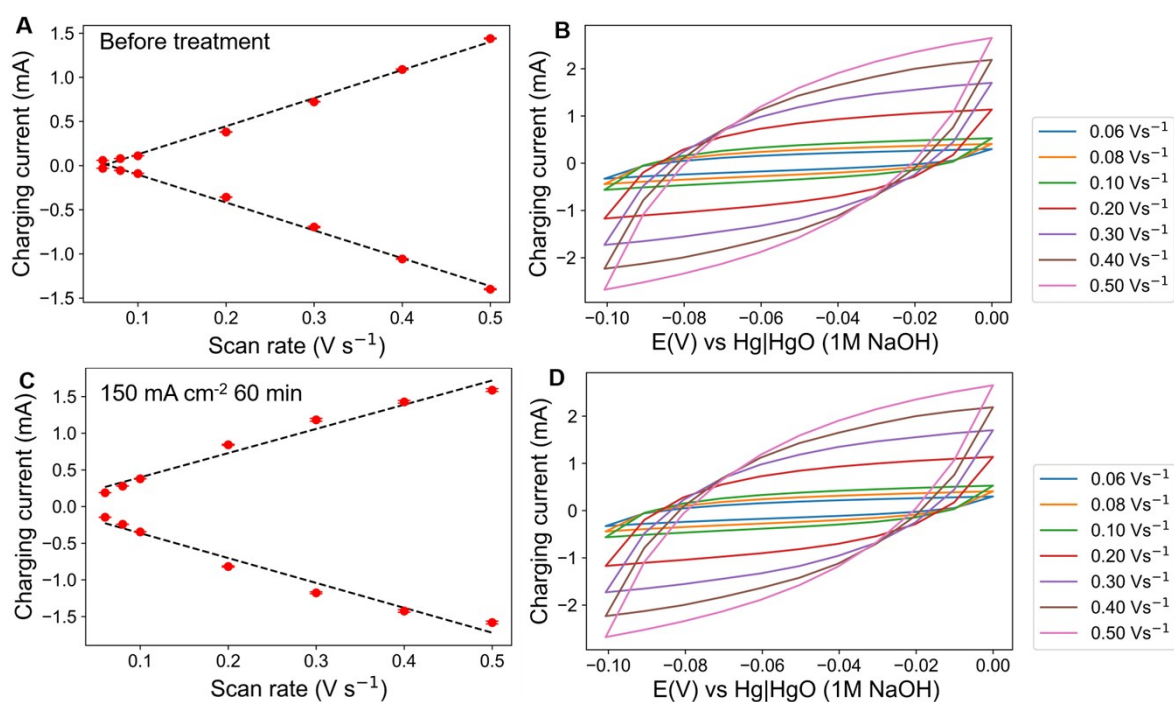 A
Before treatment
Charging current (mA)
1.5
1.0
0.5
0.0
−0.5
−1.0
−1.5
0.1
0.2
0.3
0.4
0.5
Scan rate (V s⁻¹)
B
Charging current (mA)
2
1
0
−1
−2
−0.10
−0.08
−0.06
−0.04
−0.02
0.00
E(V) vs Hg|HgO (1M NaOH)
0.06 Vs⁻¹
0.08 Vs⁻¹
0.10 Vs⁻¹
0.20 Vs⁻¹
0.30 Vs⁻¹
0.40 Vs⁻¹
0.50 Vs⁻¹
C
150 mA cm⁻² 60 min
Charging current (mA)
1.5
1.0
0.5
0.0
−0.5
−1.0
−1.5
0.1
0.2
0.3
0.4
0.5
Scan rate (V s⁻¹)
D
Charging current (mA)
2
1
0
−1
−2
−0.10
−0.08
−0.06
−0.04
−0.02
0.00
E(V) vs Hg|HgO (1M NaOH)
0.06 Vs⁻¹
0.08 Vs⁻¹
0.10 Vs⁻¹
0.20 Vs⁻¹
0.30 Vs⁻¹
0.40 Vs⁻¹
0.50 Vs⁻¹